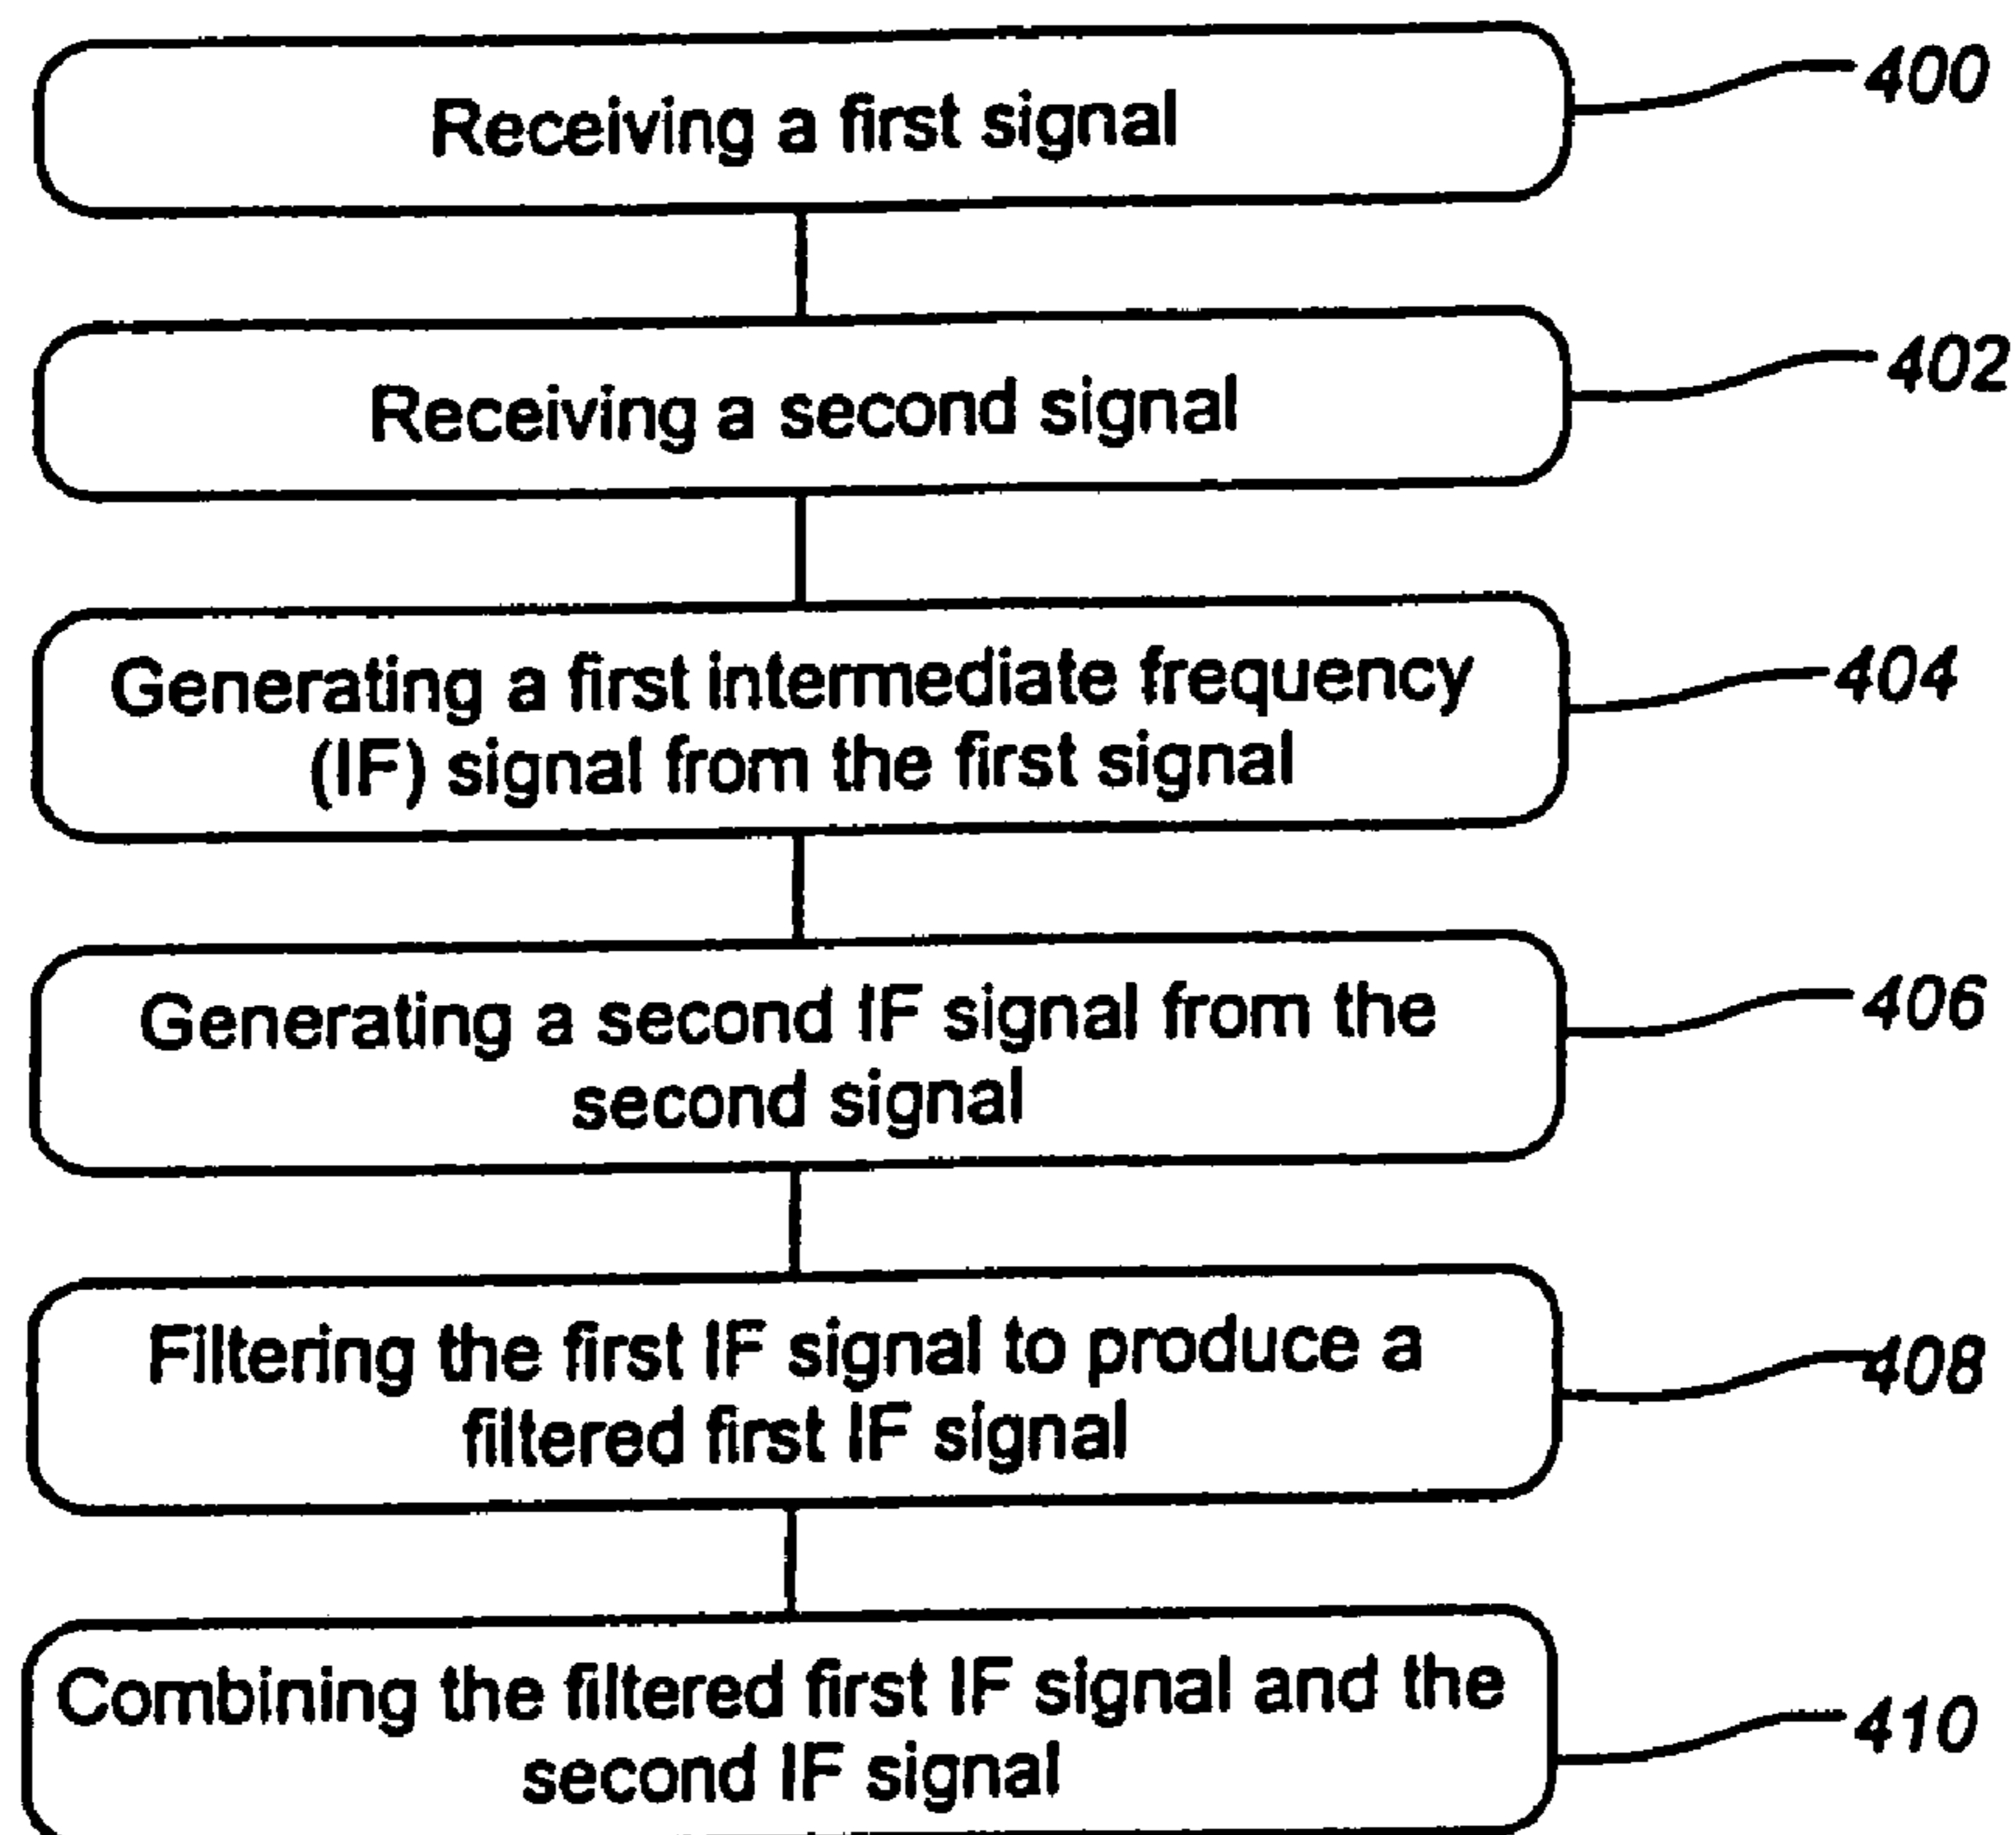 Receiving a first signal
400
Receiving a second signal
402
Generating a first intermediate frequency
(IF) signal from the first signal
404
Generating a second IF signal from the
second signal
406
Filtering the first IF signal to produce a
filtered first IF signal
408
Combining the filtered first IF signal and the
second IF signal
410